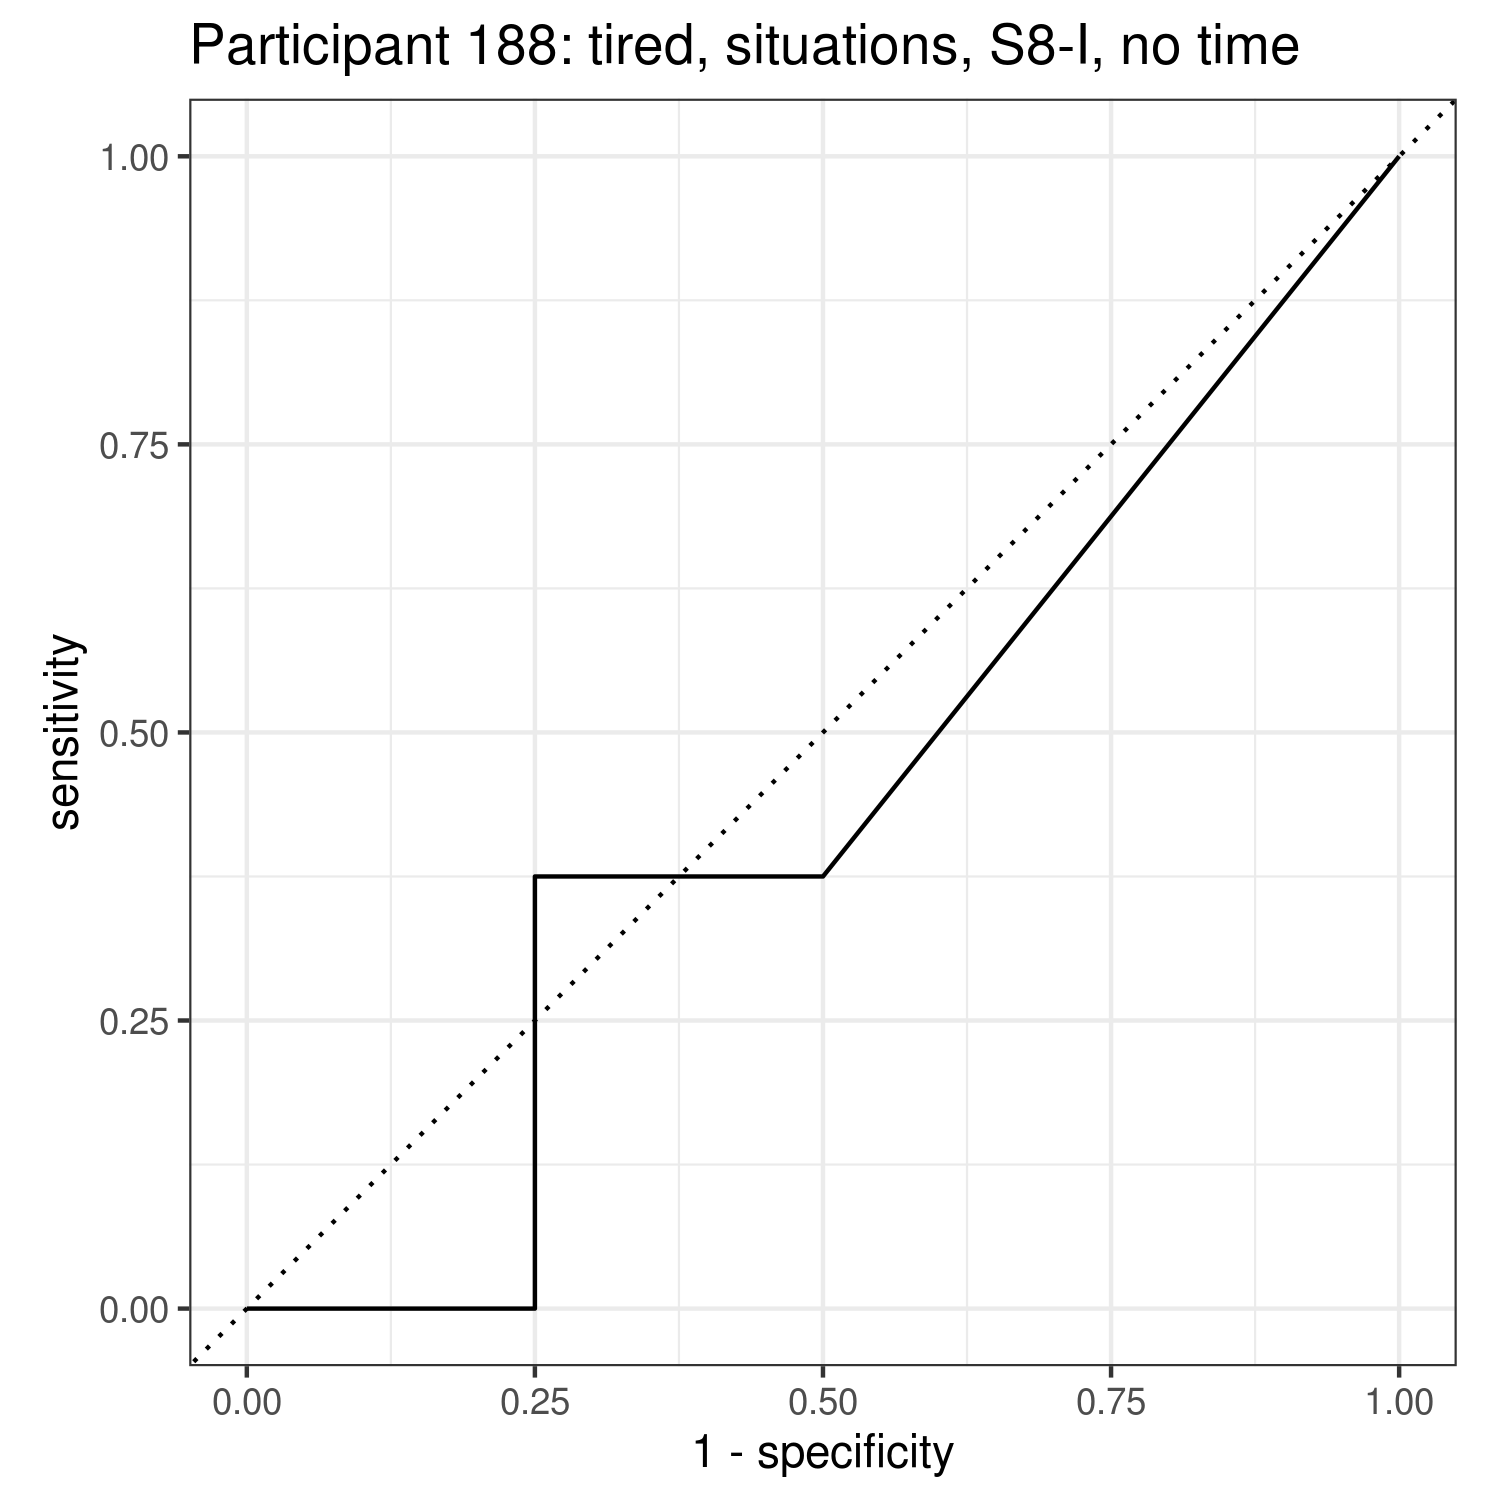 Participant 188: tired, situations, S8-I, no time
1.00
0.75
0.50
0.25
0.00
sensitivity
0.00 0.25 0.50 0.75 1.00
1 - specificity